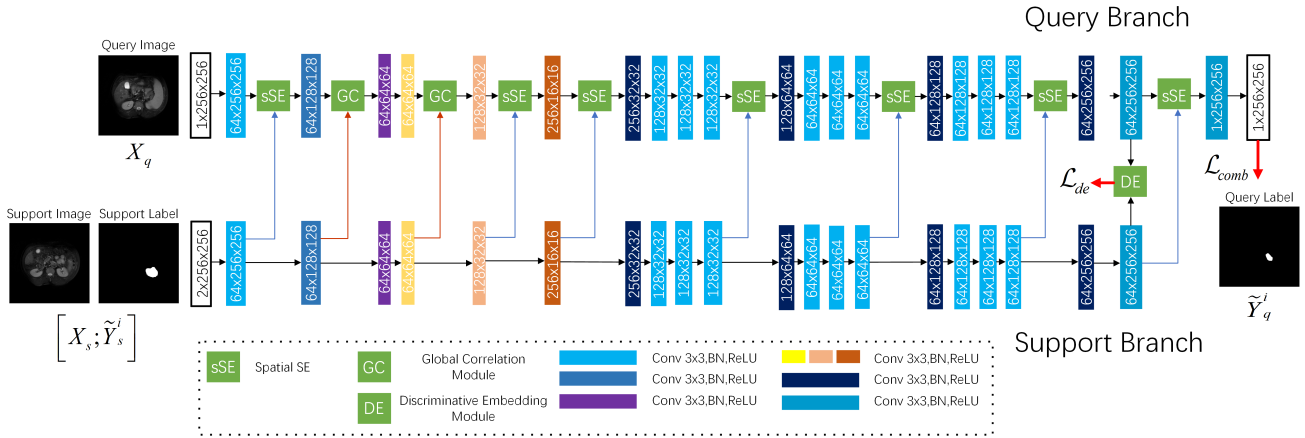 Query Branch
Query Image
1x256x256
64x256x256
sSE
64x128x128
GC
64x64x64
64x64x64
GC
128x32x32
sSE
256x16x16
sSE
256x32x32
128x32x32
128x32x32
128x32x32
sSE
128x64x64
64x64x64
64x64x64
64x64x64
sSE
64x128x128
64x128x128
64x128x128
64x128x128
sSE
64x256x256
64x256x256
sSE
1x256x256
1x256x256
X_q
ℒ_de
DE
ℒ_comb
Query Label
Support Image
Support Label
2x256x256
64x256x256
64x128x128
64x64x64
64x64x64
128x32x32
256x16x16
256x32x32
128x32x32
128x32x32
128x32x32
128x64x64
64x64x64
64x64x64
64x64x64
64x128x128
64x128x128
64x128x128
64x128x128
64x256x256
64x256x256
Ỹ_q^i
[X_s;Ỹ_s^i]
Support Branch
sSE Spatial SE
GC Global Correlation
Module
DE Discriminative Embedding
Module
Conv 3x3,BN,ReLU
Conv 3x3,BN,ReLU
Conv 3x3,BN,ReLU
Conv 3x3,BN,ReLU
Conv 3x3,BN,ReLU
Conv 3x3,BN,ReLU